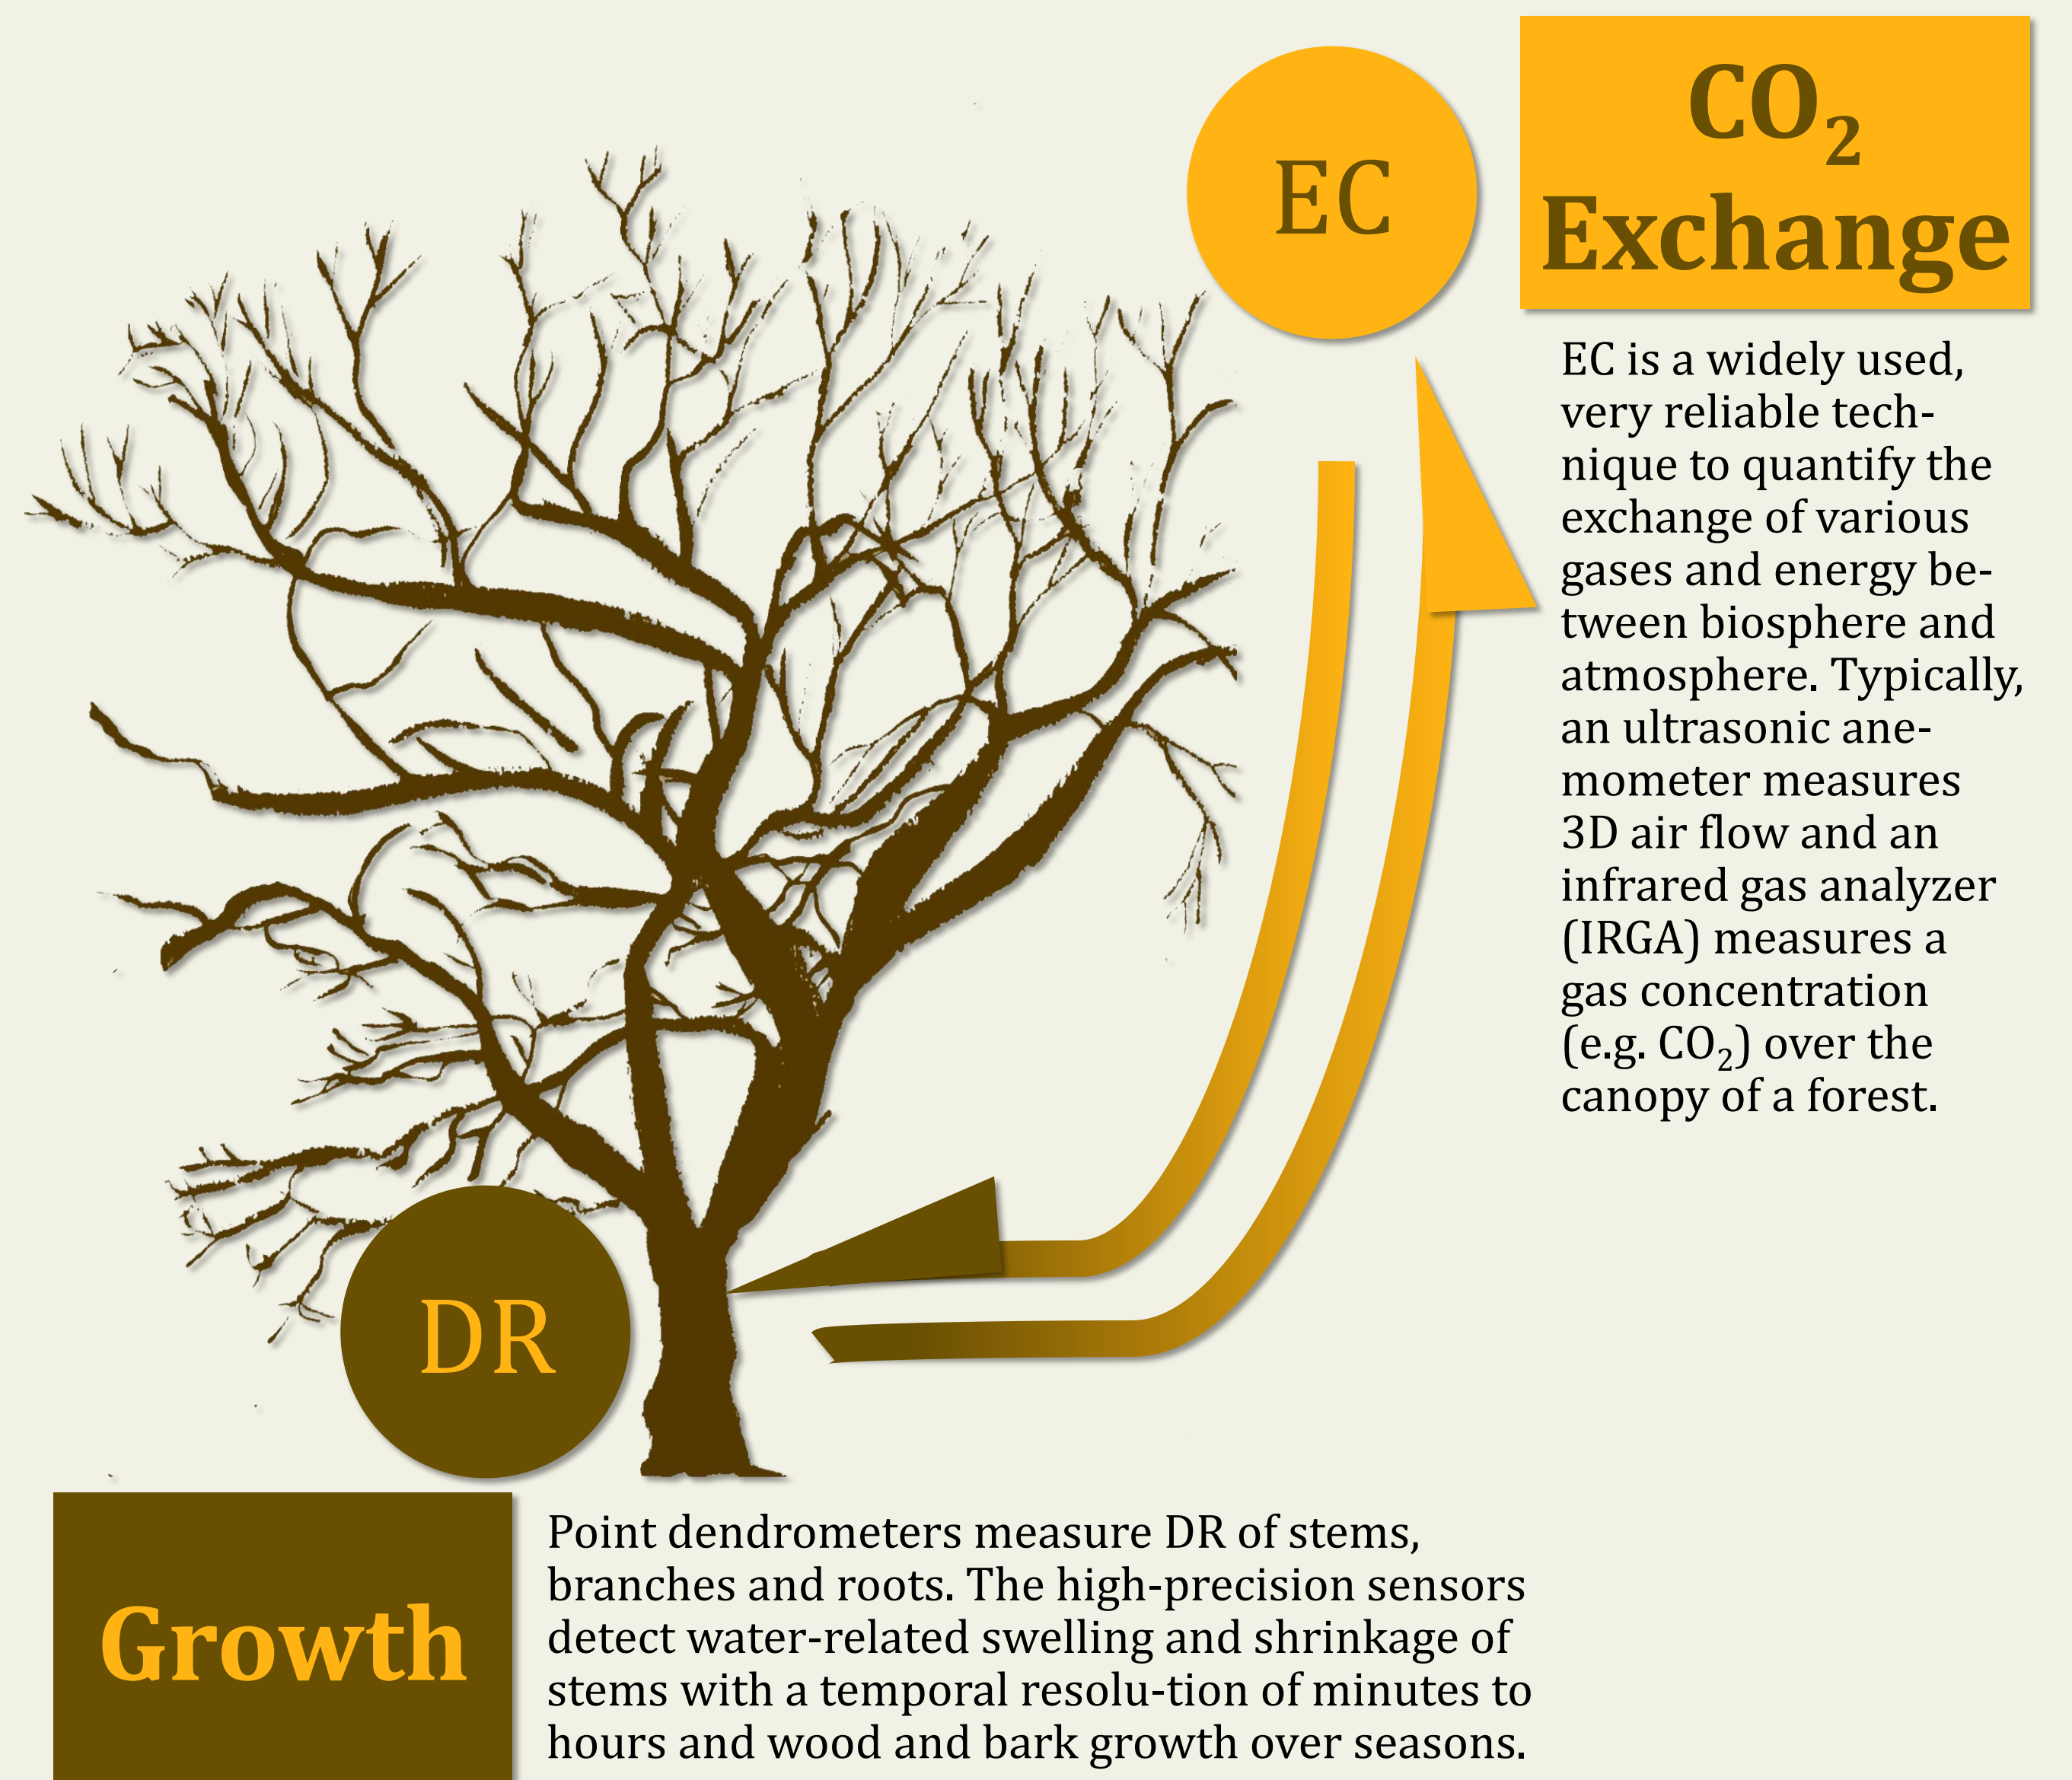 EC
CO₂
Exchange
EC is a widely used,
very reliable tech-
nique to quantify the
exchange of various
gases and energy be-
tween biosphere and
atmosphere. Typically,
an ultrasonic ane-
mometer measures
3D air flow and an
infrared gas analyzer
(IRGA) measures a
gas concentration
(e.g. CO₂) over the
canopy of a forest.
DR
Growth
Point dendrometers measure DR of stems,
branches and roots. The high-precision sensors
detect water-related swelling and shrinkage of
stems with a temporal resolu-tion of minutes to
hours and wood and bark growth over seasons.